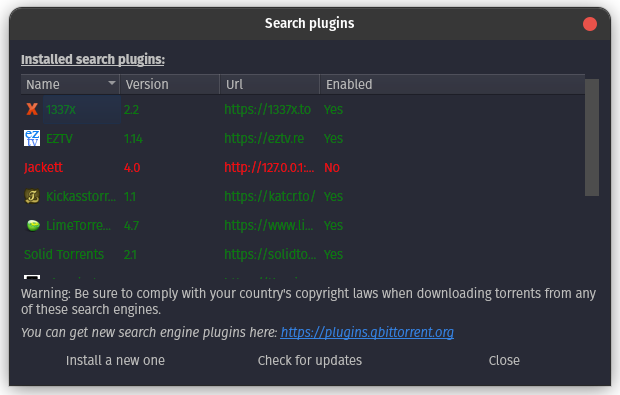 Search plugins
Installed search plugins:
Name Version Url Enabled
1337x 2.2 https://1337x.to Yes
EZTV 1.14 https://eztv.re Yes
Jackett 4.0 http://127.0.0.1:... No
Kickasstorr... 1.1 https://katcr.to/ Yes
LimeTorre... 4.7 https://www.li... Yes
Solid Torrents 2.1 https://solidto... Yes
Warning: Be sure to comply with your country's copyright laws when downloading torrents from any
of these search engines.
You can get new search engine plugins here: https://plugins.qbittorrent.org
Install a new one Check for updates Close